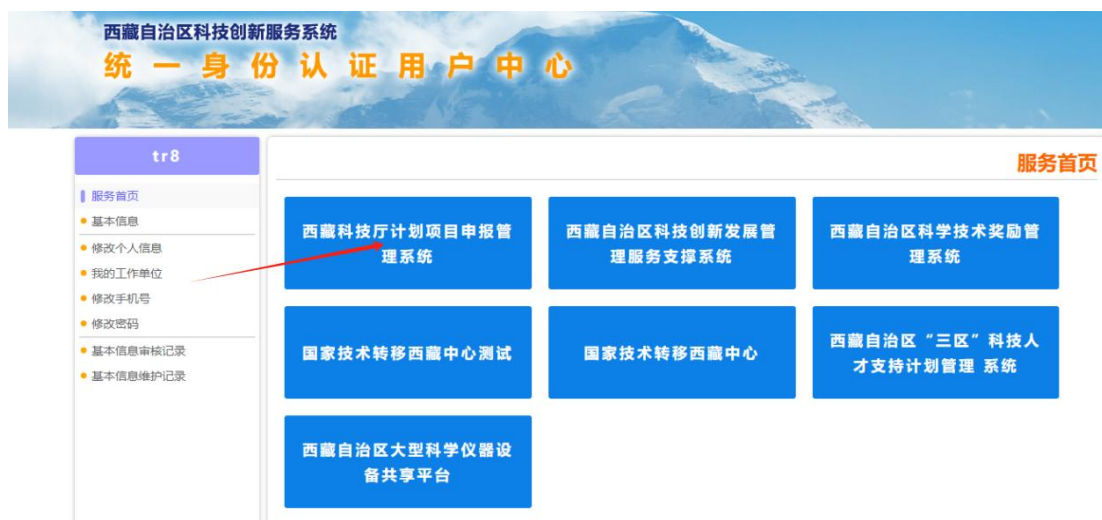 西藏自治区科技创新服务系统
统一身份认证用户中心
tr8
服务首页
基本信息
修改个人信息
我的工作单位
修改手机号
修改密码
基本信息审核记录
基本信息维护记录
服务首页
西藏科技厅计划项目申报管
理系统
西藏自治区科技创新发展管
理服务支撑系统
西藏自治区科学技术奖励管
理系统
国家技术转移西藏中心测试
国家技术转移西藏中心
西藏自治区“三区”科技人
才支持计划管理 系统
西藏自治区大型科学仪器设
备共享平台